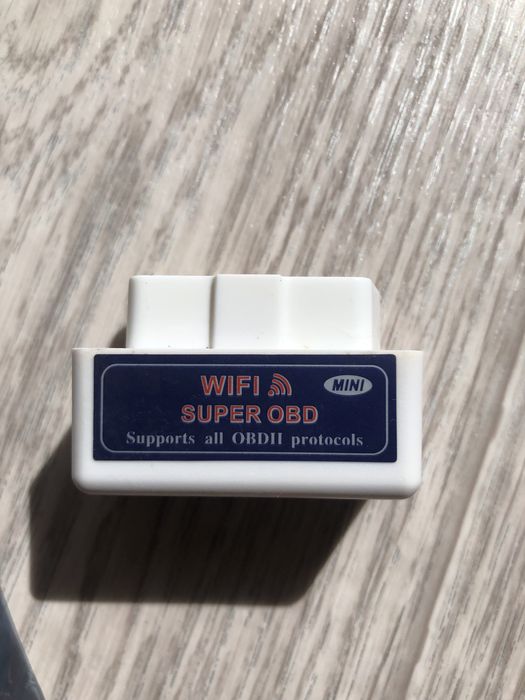 WIFI
MINI
SUPER OBD
Supports all OBDII protocols